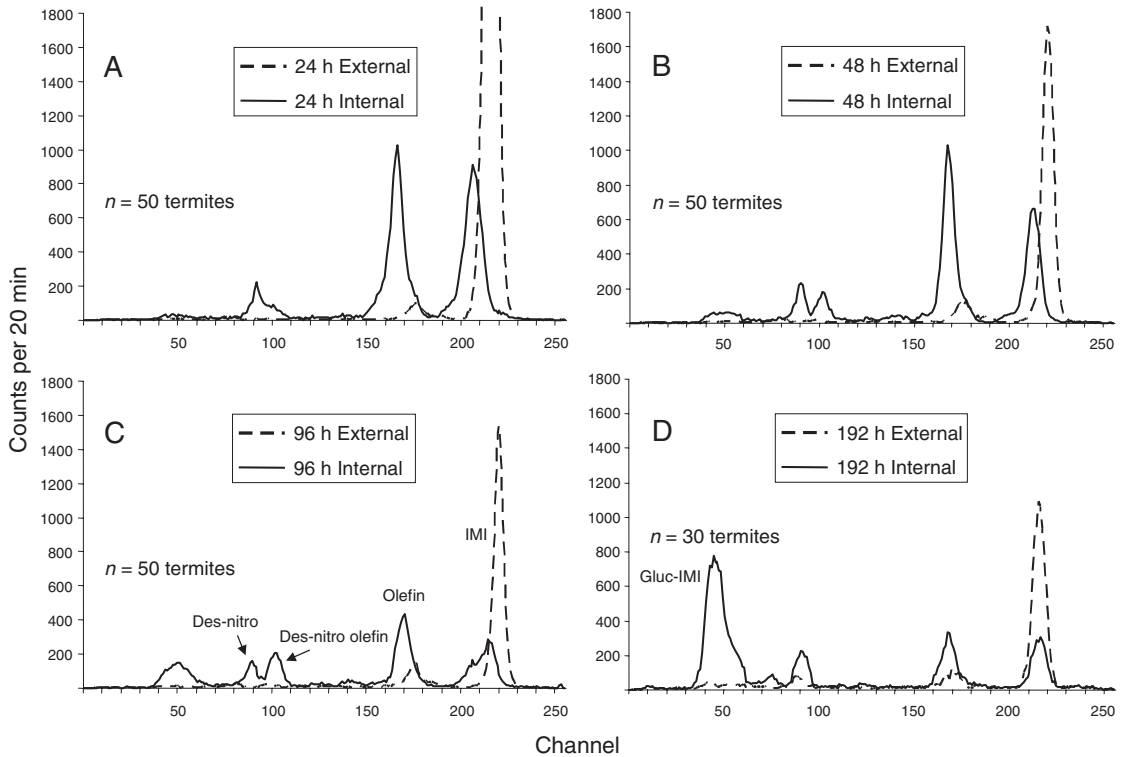 Counts per 20 min
A
24 h External
24 h Internal
n = 50 termites
1800
1600
1400
1200
1000
800
600
400
200
50
100
150
200
250
B
48 h External
48 h Internal
n = 50 termites
1800
1600
1400
1200
1000
800
600
400
200
50
100
150
200
250
C
96 h External
96 h Internal
n = 50 termites
IMI
Olefin
Des-nitro
Des-nitro olefin
1800
1600
1400
1200
1000
800
600
400
200
50
100
150
200
250
D
192 h External
192 h Internal
n = 30 termites
Gluc-IMI
1800
1600
1400
1200
1000
800
600
400
200
50
100
150
200
250
Channel